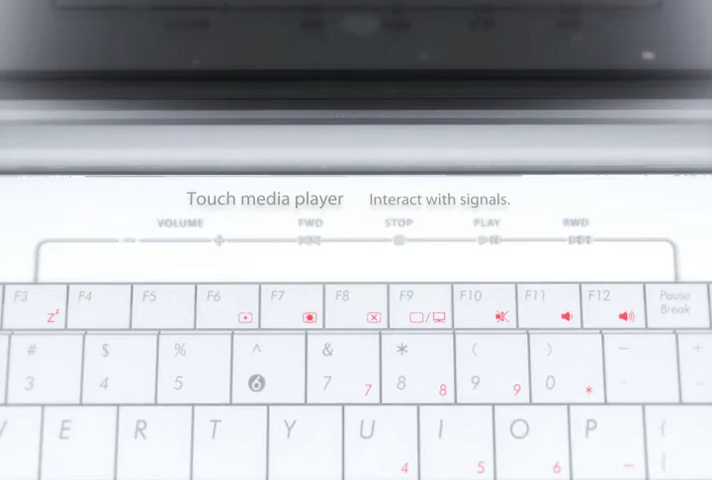 Touch media player Interact with signals.
VOLUME FWD STOP PLAY RWD
F3 F4 F5 F6 F7 F8 F9 F10 F11 F12 Pause
zᶻ Break
# $ % ^ & * ( ) — +
3 4 5 6 7 7 8 8 9 9 0 * -
E R T Y U I O P {
4 5 6 – [